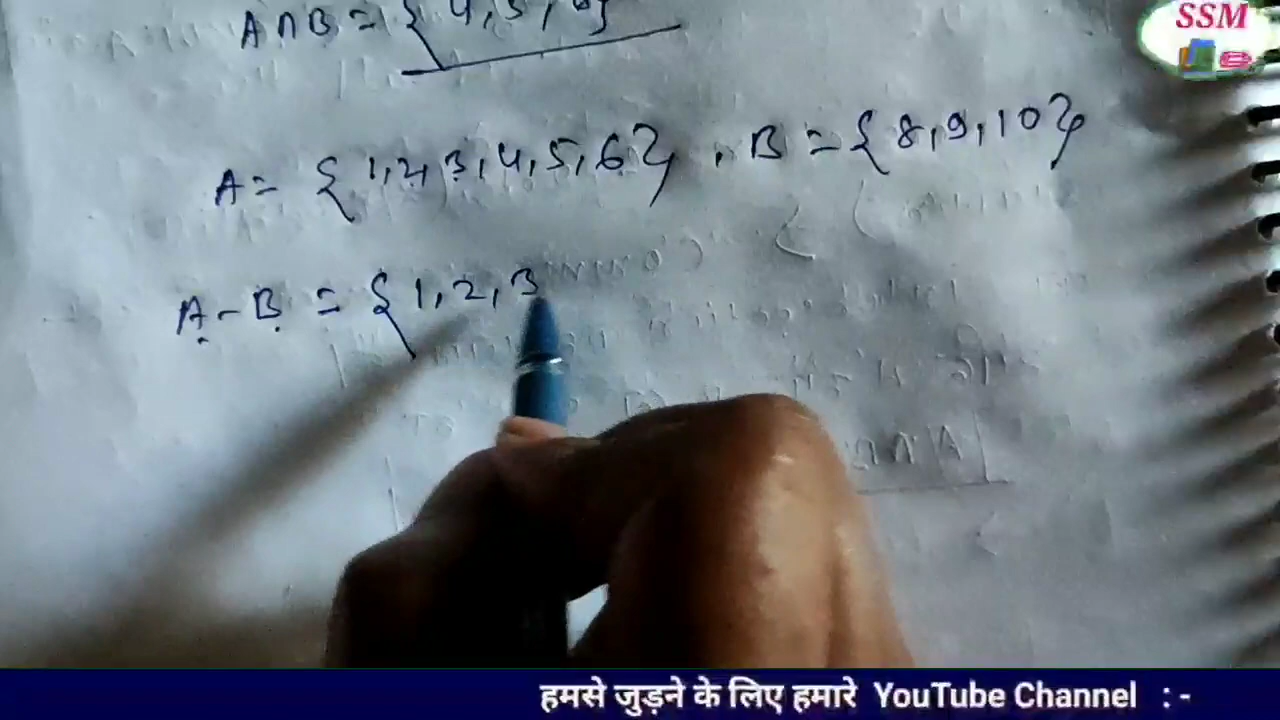 SSM
A∩B = {4,5,6}
A = {1,2,3,4,5,6}, B = {8,9,10}
A-B = {1,2,3
हमसे जुड़ने के लिए हमारे YouTube Channel : -